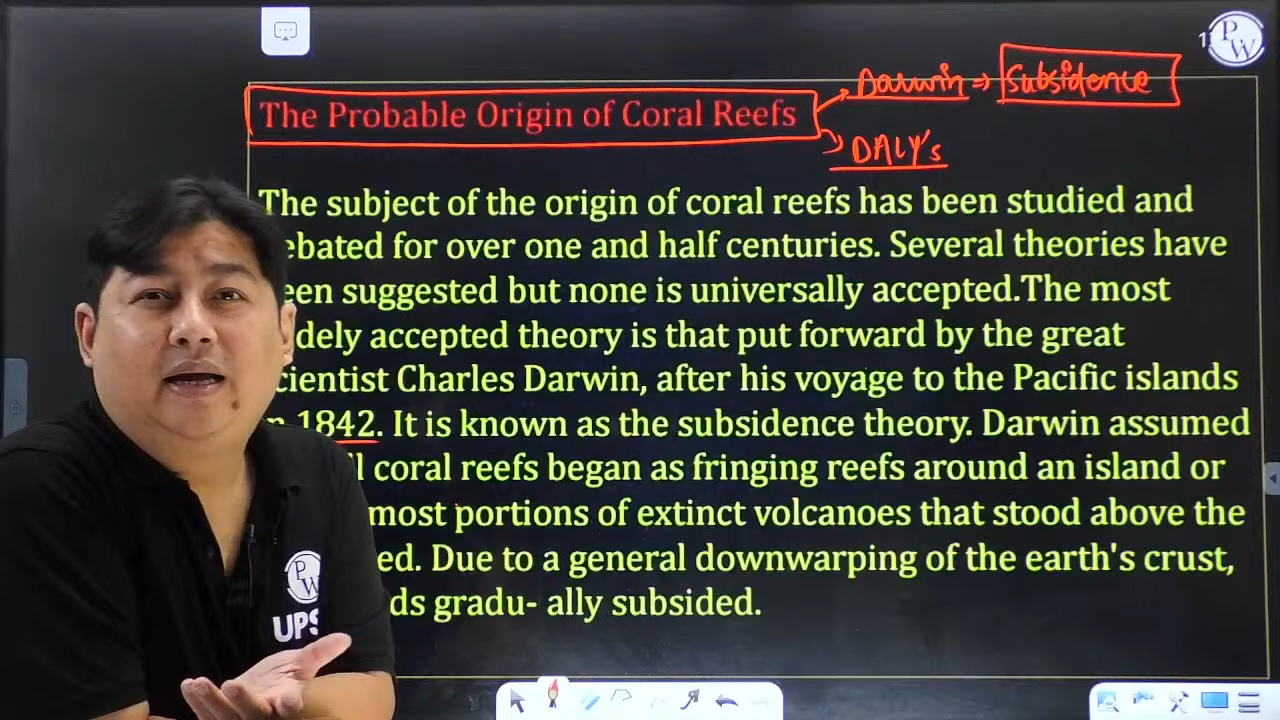 PW
Darwin ⇒ Subsidence
The Probable Origin of Coral Reefs
DALY's
The subject of the origin of coral reefs has been studied and
ebated for over one and half centuries. Several theories have
een suggested but none is universally accepted.The most
dely accepted theory is that put forward by the great
cientist Charles Darwin, after his voyage to the Pacific islands
n 1842. It is known as the subsidence theory. Darwin assumed
l coral reefs began as fringing reefs around an island or
most portions of extinct volcanoes that stood above the
ed. Due to a general downwarping of the earth's crust,
ds gradu- ally subsided.
PW
UPS